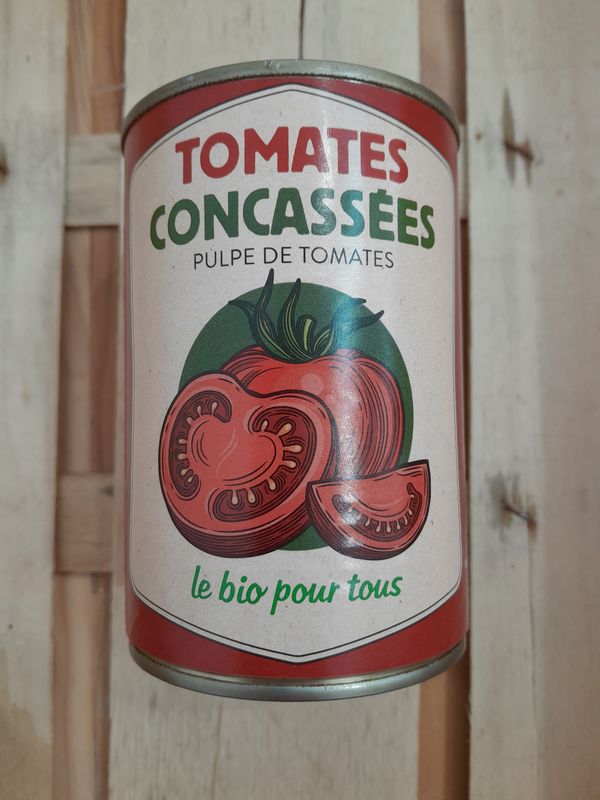 TOMATES
CONCASSÉES
PULPE DE TOMATES
le bio pour tous